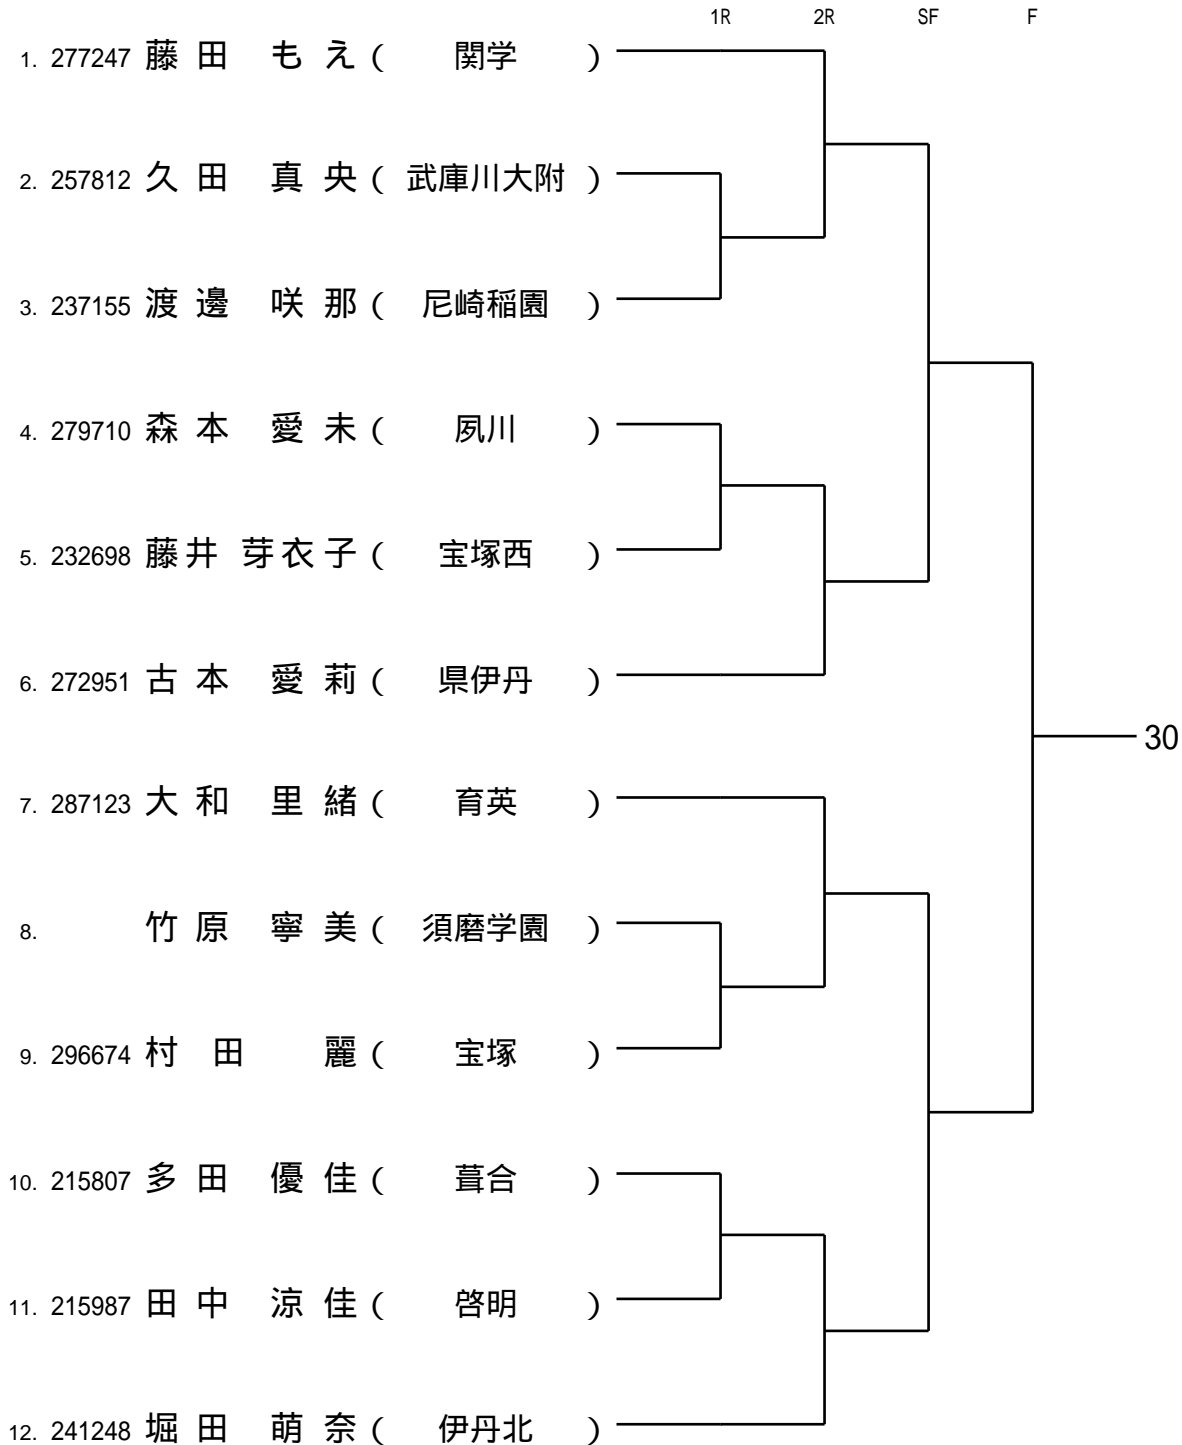 1R 2R SF F
1. 277247 藤田 もえ ( 関学 )
2. 257812 久田 真央 ( 武庫川大附 )
3. 237155 渡邊 咲那 ( 尼崎稲園 )
4. 279710 森本 愛未 ( 夙川 )
5. 232698 藤井 芽衣子 ( 宝塚西 )
6. 272951 古本 愛莉 ( 県伊丹 )
30
7. 287123 大和 里緒 ( 育英 )
8. 竹原 寧美 ( 須磨学園 )
9. 296674 村田 麗 ( 宝塚 )
10. 215807 多田 優佳 ( 葺合 )
11. 215987 田中 涼佳 ( 啓明 )
12. 241248 堀田 萌奈 ( 伊丹北 )